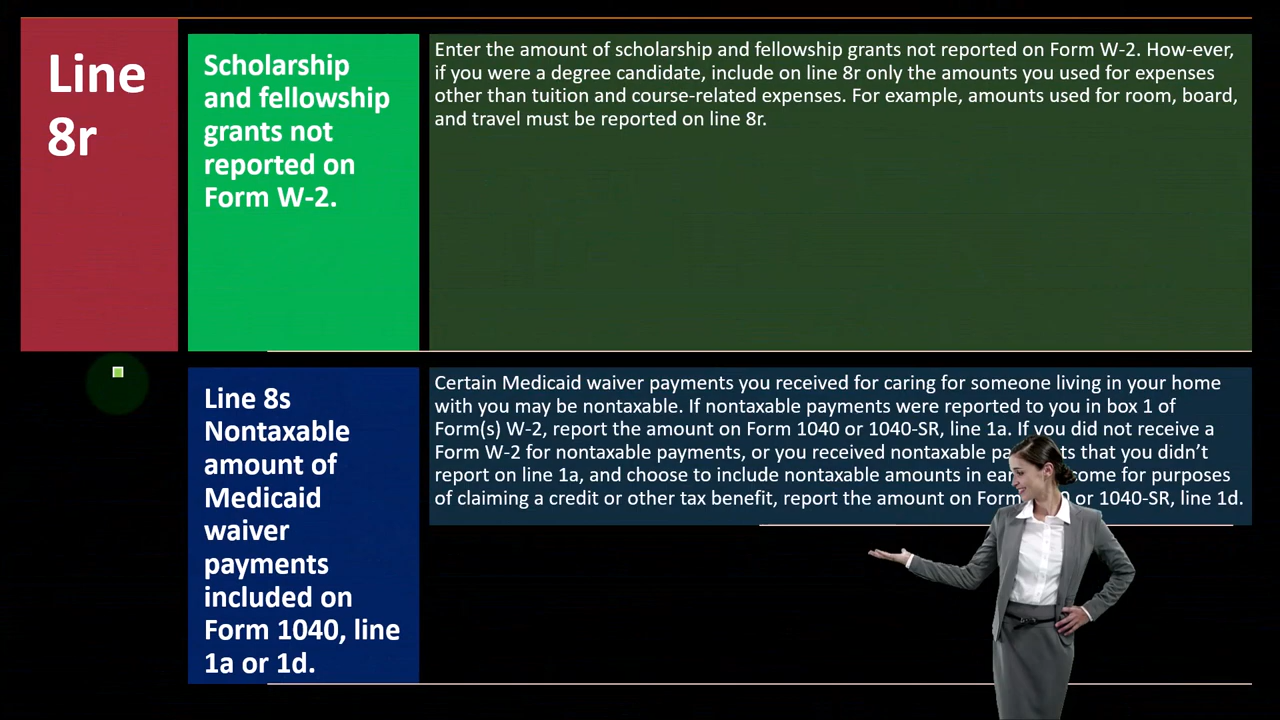 Line
8r
Scholarship
and fellowship
grants not
reported on
Form W-2.
Enter the amount of scholarship and fellowship grants not reported on Form W-2. How-ever,
if you were a degree candidate, include on line 8r only the amounts you used for expenses
other than tuition and course-related expenses. For example, amounts used for room, board,
and travel must be reported on line 8r.
Line 8s
Nontaxable
amount of
Medicaid
waiver
payments
included on
Form 1040, line
1a or 1d.
Certain Medicaid waiver payments you received for caring for someone living in your home
with you may be nontaxable. If nontaxable payments were reported to you in box 1 of
Form(s) W-2, report the amount on Form 1040 or 1040-SR, line 1a. If you did not receive a
Form W-2 for nontaxable payments, or you received nontaxable that you didn't
report on line 1a, and choose to include nontaxable amounts in for purposes
of claiming a credit or other tax benefit, report the amount on Form or 1040-SR, line 1d.